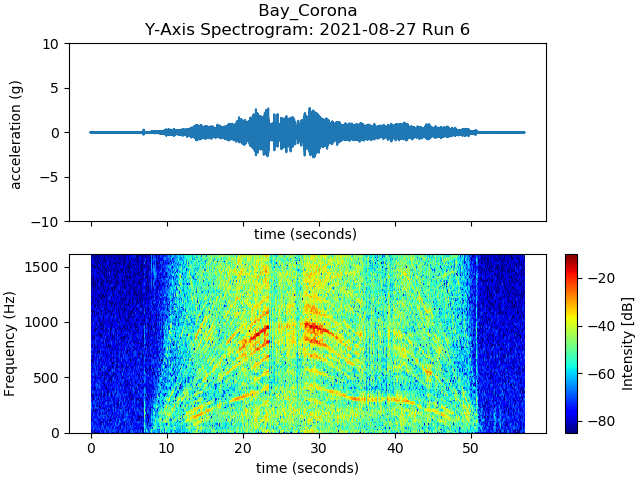 Bay_Corona
Y-Axis Spectrogram: 2021-08-27 Run 6
10
5
0
−5
−10
acceleration (g)
time (seconds)
1500
1000
500
0
Frequency (Hz)
0 10 20 30 40 50
time (seconds)
−20
−40
−60
−80
Intensity [dB]